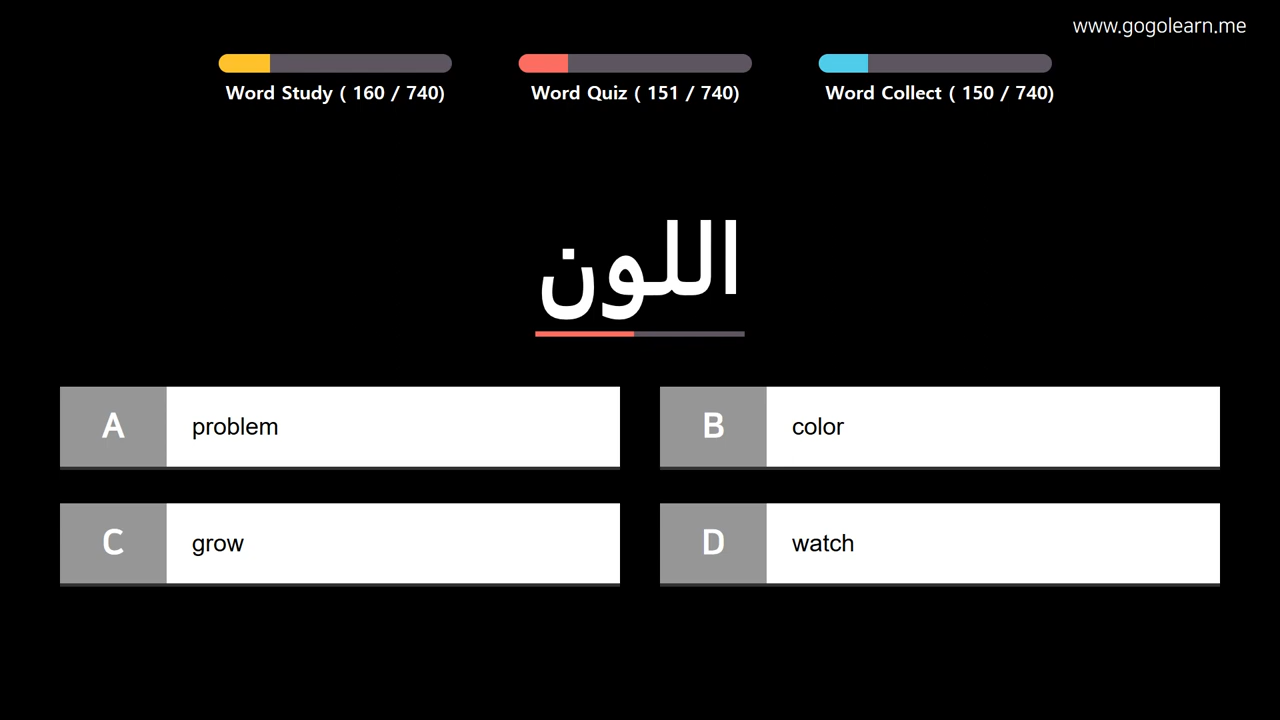 www.gogolearn.me
Word Study ( 160 / 740)
Word Quiz ( 151 / 740)
Word Collect ( 150 / 740)
اللون
A problem
B color
C grow
D watch